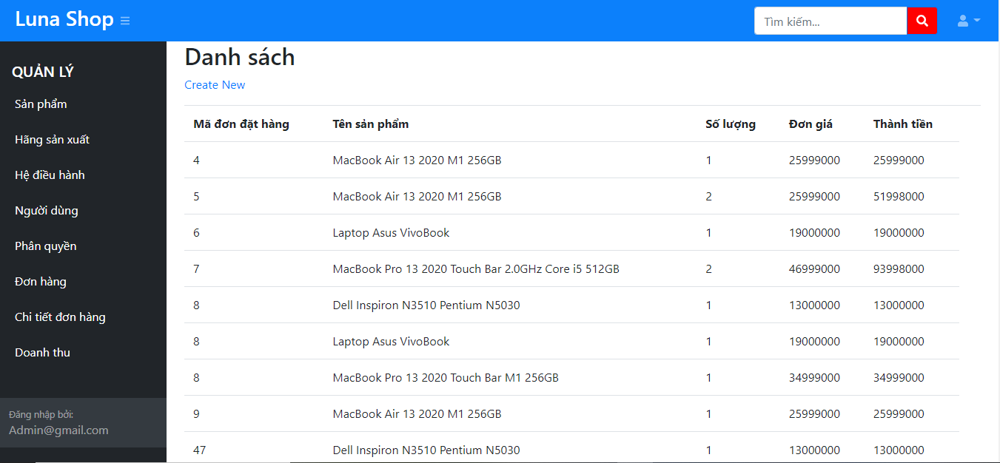 Luna Shop
Tìm kiếm...
QUẢN LÝ
Sản phẩm
Hãng sản xuất
Hệ điều hành
Người dùng
Phân quyền
Đơn hàng
Chi tiết đơn hàng
Doanh thu
Đăng nhập bởi:
Admin@gmail.com
Danh sách
Create New
Mã đơn đặt hàng Tên sản phẩm Số lượng Đơn giá Thành tiền
4 MacBook Air 13 2020 M1 256GB 1 25999000 25999000
5 MacBook Air 13 2020 M1 256GB 2 25999000 51998000
6 Laptop Asus VivoBook 1 19000000 19000000
7 MacBook Pro 13 2020 Touch Bar 2.0GHz Core i5 512GB 2 46999000 93998000
8 Dell Inspiron N3510 Pentium N5030 1 13000000 13000000
8 Laptop Asus VivoBook 1 19000000 19000000
8 MacBook Pro 13 2020 Touch Bar M1 256GB 1 34999000 34999000
9 MacBook Air 13 2020 M1 256GB 1 25999000 25999000
47 Dell Inspiron N3510 Pentium N5030 1 13000000 13000000